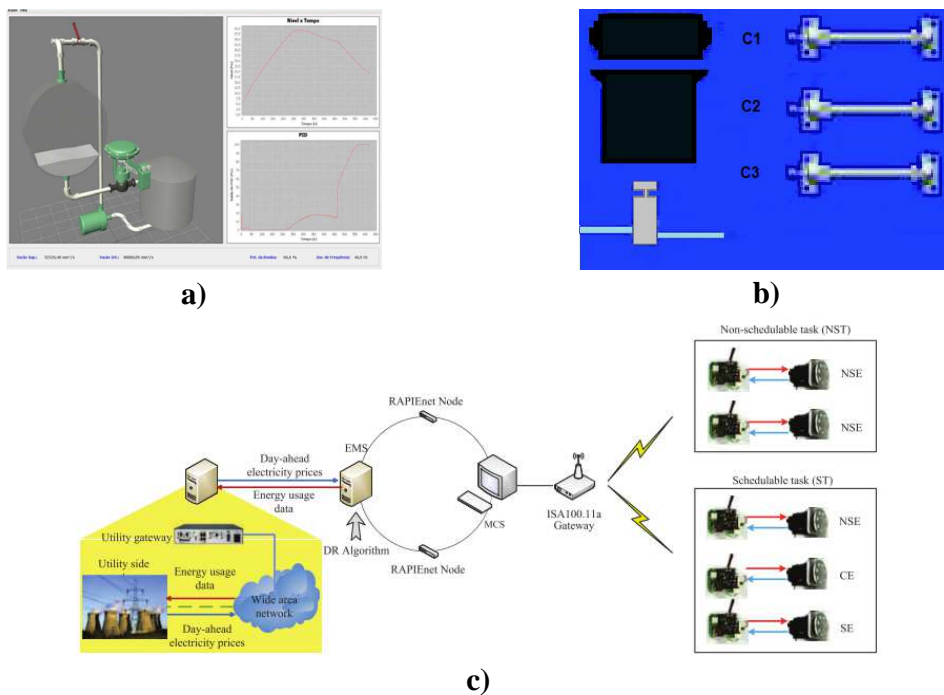 Nível x Tempo
Tempo (s)
PID
Tempo (s)
a)
C1
C2
C3
b)
Non-schedulable task (NST)
NSE
NSE
RAPIEnet Node
EMS
Day-ahead
electricity prices
Energy usage
data
DR Algorithm
MCS
ISA100.11a
Gateway
RAPIEnet Node
Schedulable task (ST)
NSE
CE
SE
Utility gateway
Utility side
Energy usage
data
Wide area
network
Day-ahead
electricity prices
c)